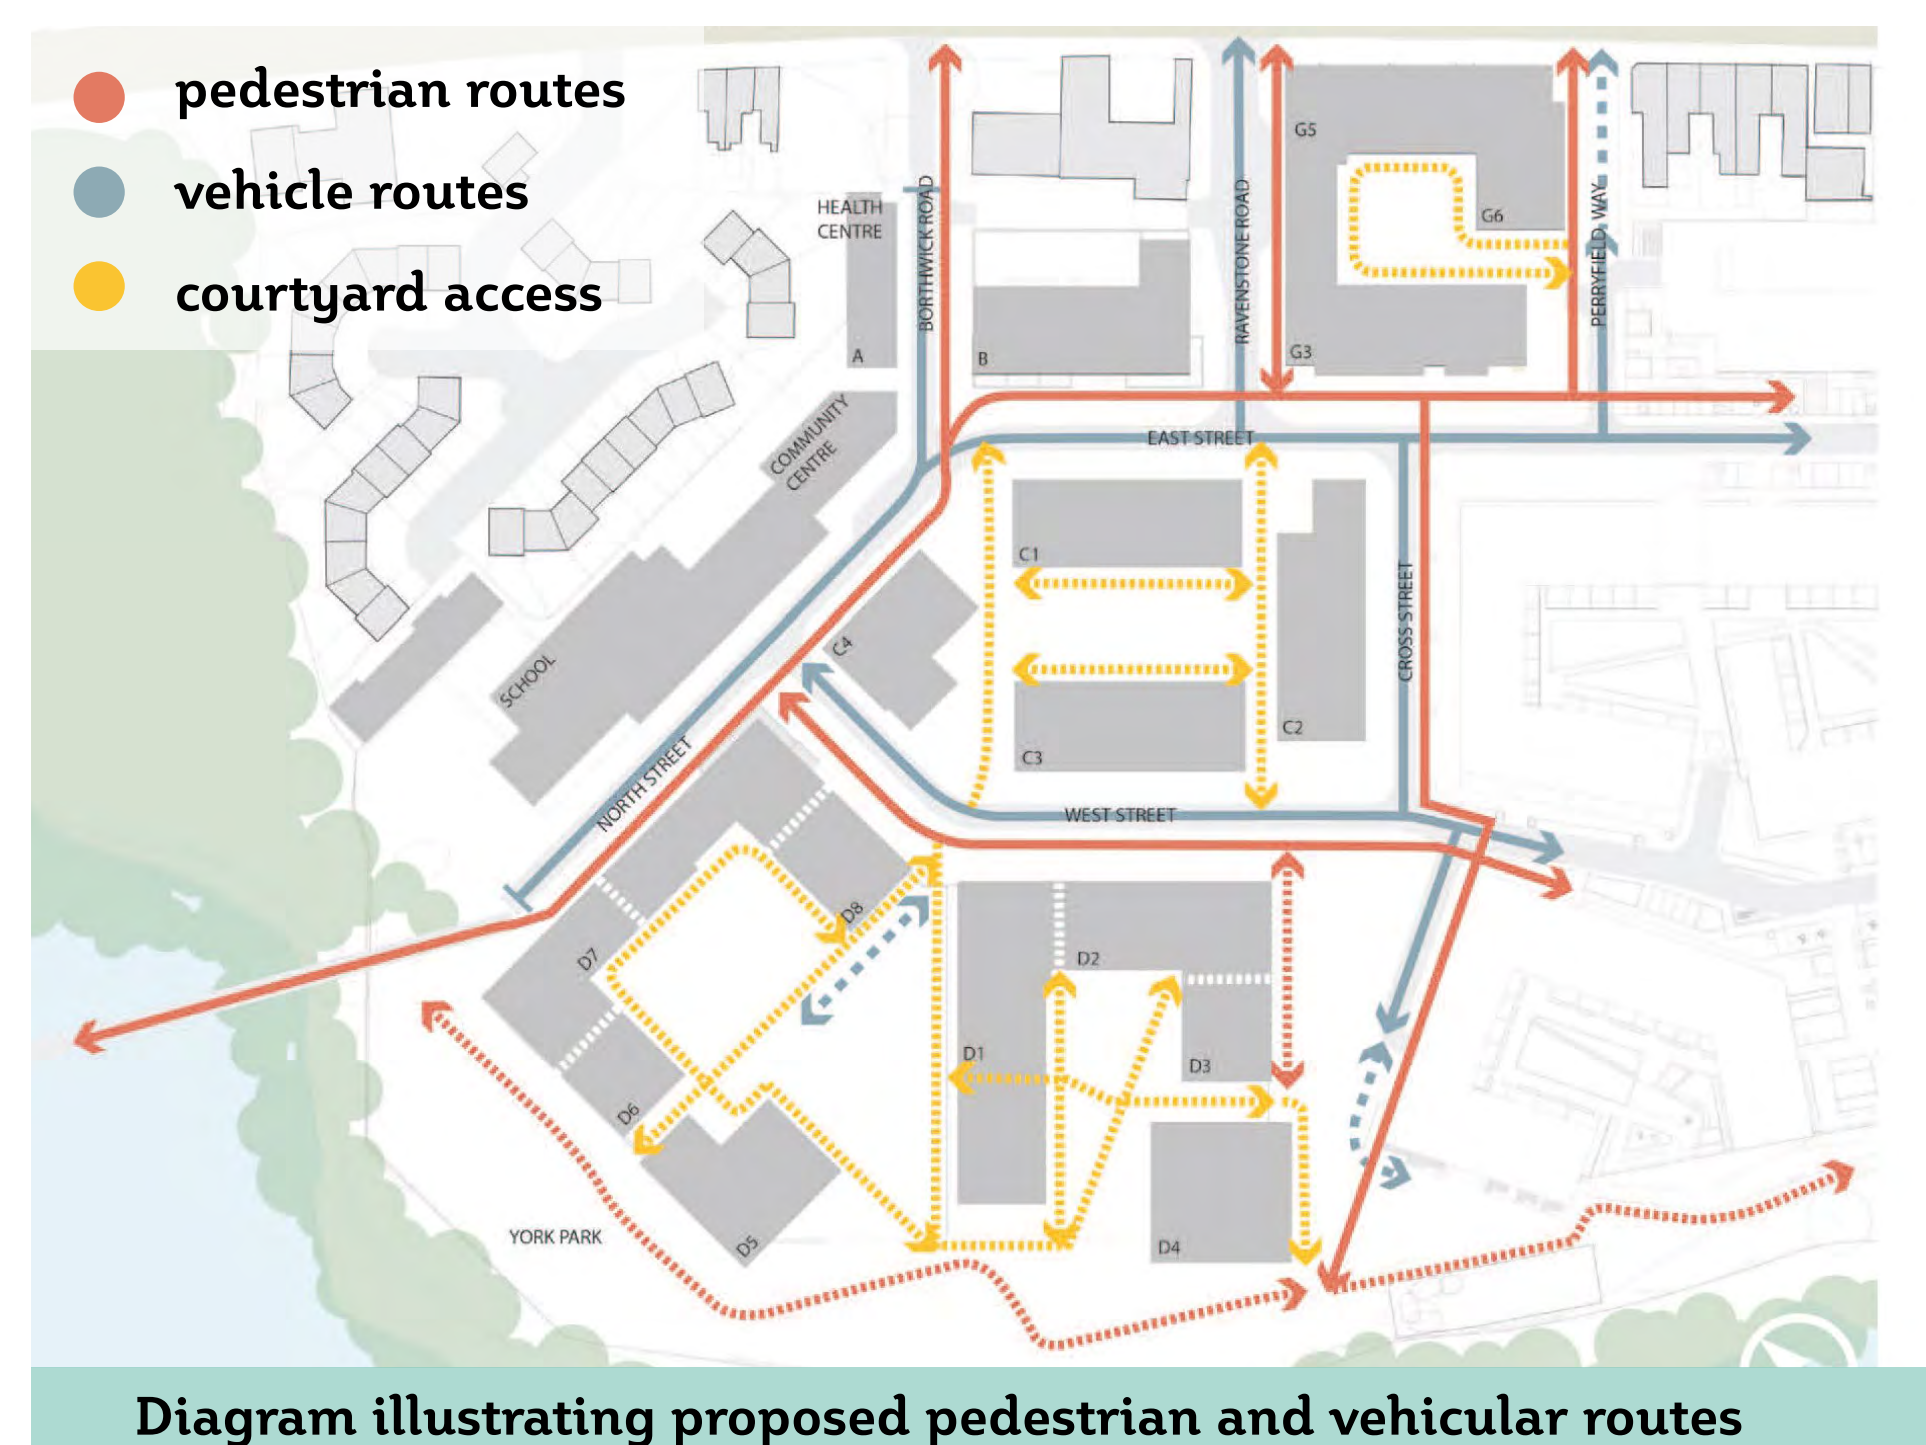 pedestrian routes
vehicle routes
courtyard access
HEALTH
CENTRE
A
BORTHWICK ROAD
B
RAVENSTONE ROAD
G5
G6
G3
PERRYFIELD WAY
COMMUNITY
CENTRE
EAST STREET
SCHOOL
C4
C1
C3
C2
CROSS STREET
NORTH STREET
WEST STREET
D8
D7
D6
D5
D2
D1
D3
D4
YORK PARK
Diagram illustrating proposed pedestrian and vehicular routes